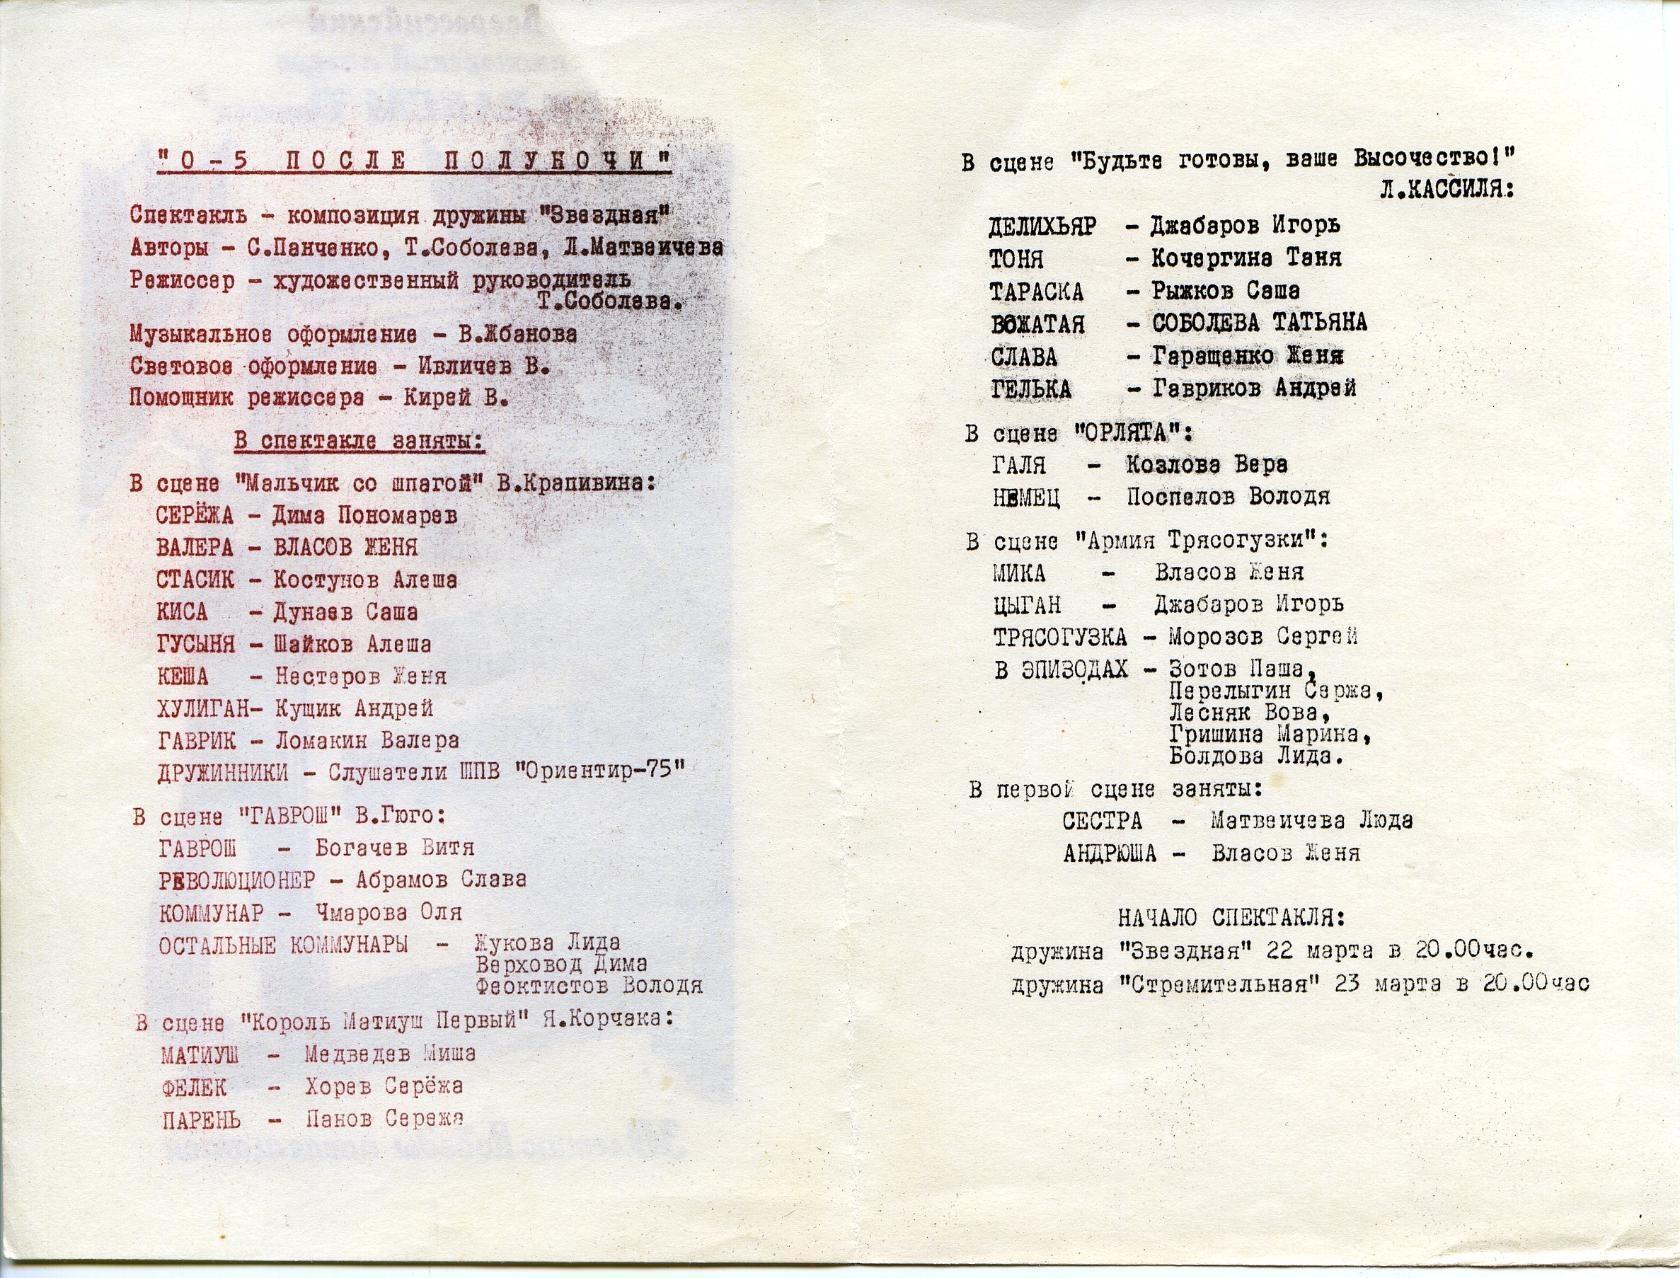 "0-5 ПОСЛЕ ПОЛУНОЧИ"
Спектакль - композиция дружины "Звездная"
Авторы - С.Панченко, Т.Соболева, Л.Матвеичева
Режиссер - художественный руководитель
Т.Соболева.
Музыкальное оформление - В.Жбанова
Световое оформление - Ивличев В.
Помощник режиссера - Кирей В.
В спектакле заняты:
В сцене "Мальчик со шпагой" В.Крапивина:
СЕРЁЖА - Дима Пономарев
ВАЛЕРА - ВЛАСОВ ЖЕНЯ
СТАСИК - Костунов Алеша
КИСА - Дунаев Саша
ГУСЫНЯ - Шайков Алеша
КЕША - Нестеров Женя
ХУЛИГАН- Кущик Андрей
ГАВРИК - Ломакин Валера
ДРУЖИННИКИ - Слушатели ШПВ "Ориентир-75"
В сцене "ГАВРОШ" В.Гюго:
ГАВРОШ - Богачев Витя
РЕВОЛЮЦИОНЕР - Абрамов Слава
КОММУНАР - Чмарова Оля
ОСТАЛЬНЫЕ КОММУНАРЫ - Жукова Лида
Верховод Дима
Феоктистов Володя
В сцене "Король Матиуш Первый" Я.Корчака:
МАТИУШ - Медведев Миша
ФЕЛЕК - Хорев Серёжа
ПАРЕНЬ - Панов Сережа
В сцене "Будьте готовы, ваше Высочество!"
Л.КАССИЛЯ:
ДЕЛИХЬЯР - Джабаров Игорь
ТОНЯ - Кочергина Таня
ТАРАСКА - Рыжков Саша
ВОЖАТАЯ - СОБОЛЕВА ТАТЬЯНА
СЛАВА - Гаращенко Женя
ГЕЛЬКА - Гавриков Андрей
В сцене "ОРЛЯТА":
ГАЛЯ - Козлова Вера
НЕМЕЦ - Поспелов Володя
В сцене "Армия Трясогузки":
МИКА - Власов Женя
ЦЫГАН - Джабаров Игорь
ТРЯСОГУЗКА - Морозов Сергей
В ЭПИЗОДАХ - Зотов Паша,
Перелыгин Сержа,
Лесняк Вова,
Гришина Марина,
Болдова Лида.
В первой сцене заняты:
СЕСТРА - Матвеичева Люда
АНДРЮША - Власов Женя
НАЧАЛО СПЕКТАКЛЯ:
дружина "Звездная" 22 марта в 20.00час.
дружина "Стремительная" 23 марта в 20.00час